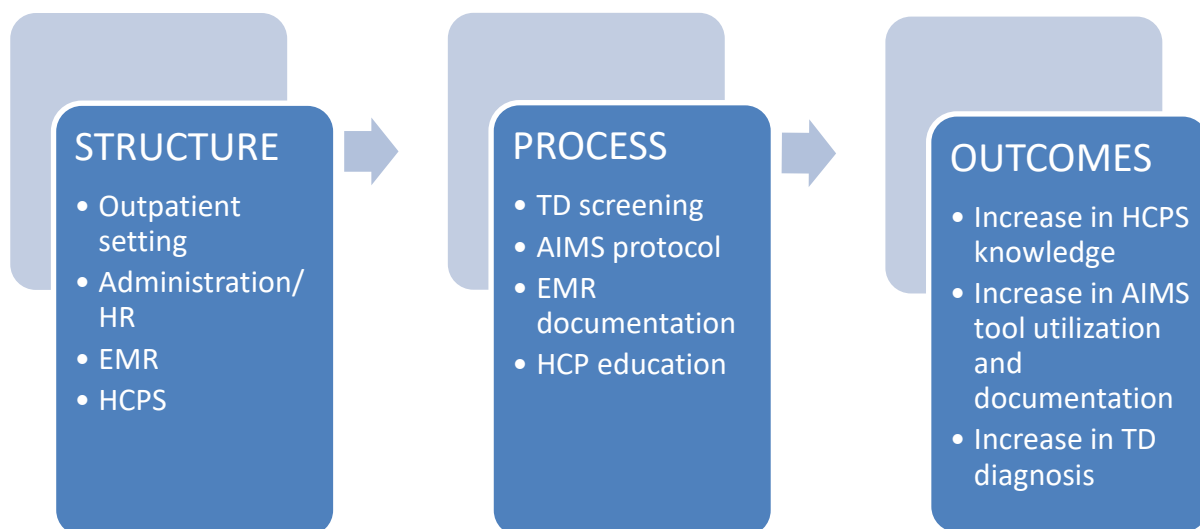 STRUCTURE
• Outpatient
setting
• Administration/
HR
• EMR
• HCPS
PROCESS
• TD screening
• AIMS protocol
• EMR
documentation
• HCP education
OUTCOMES
• Increase in HCPS
knowledge
• Increase in AIMS
tool utilization
and
documentation
• Increase in TD
diagnosis